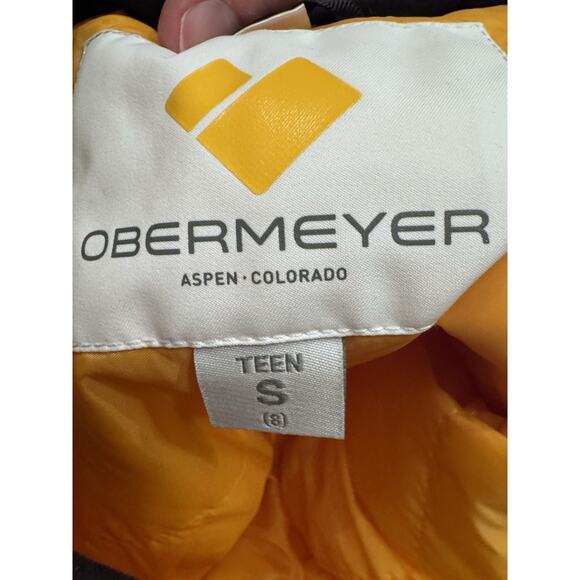 OBERMEYER
ASPEN · COLORADO
TEEN
S
(8)